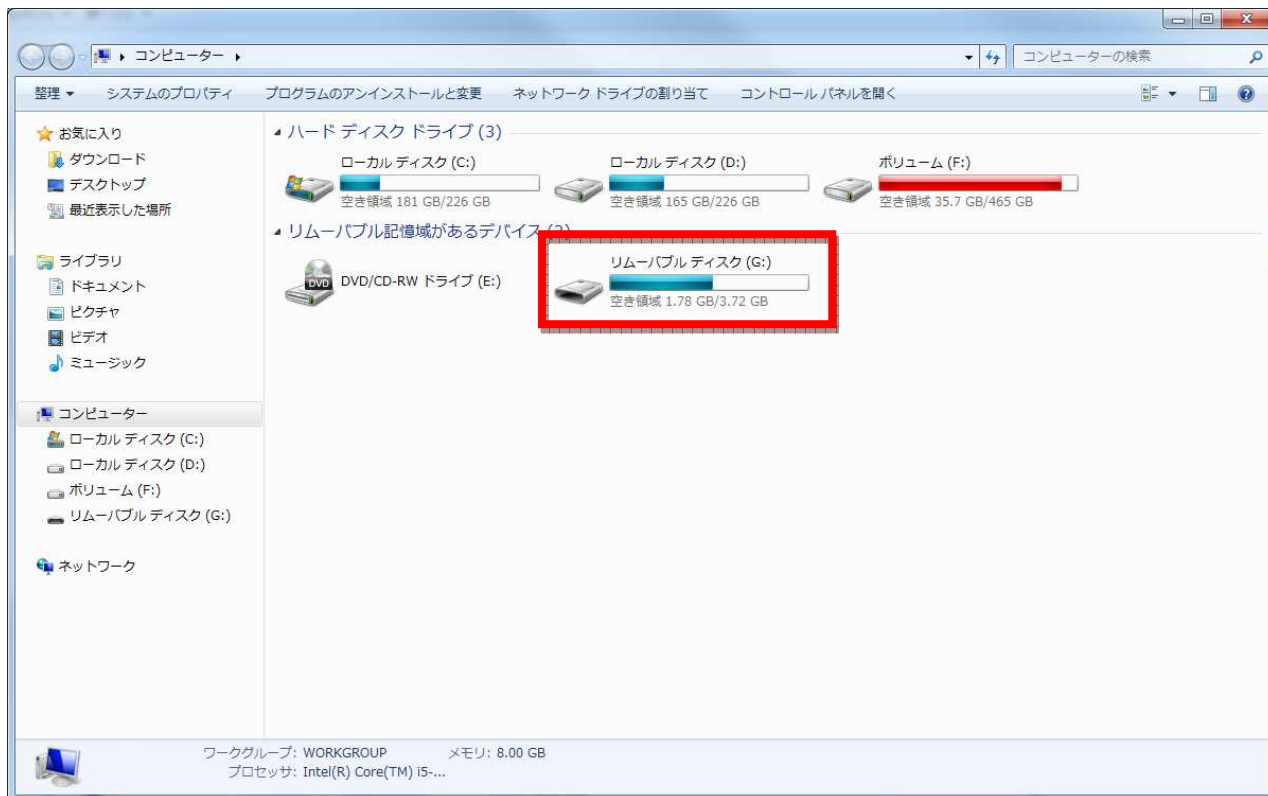 コンピューター
コンピューターの検索
整理 システムのプロパティ プログラムのアンインストールと変更 ネットワーク ドライブの割り当て コントロール パネルを開く
お気に入り
ダウンロード
デスクトップ
最近表示した場所
ライブラリ
ドキュメント
ピクチャ
ビデオ
ミュージック
コンピューター
ローカル ディスク (C:)
ローカル ディスク (D:)
ボリューム (F:)
リムーバブル ディスク (G:)
ネットワーク
ハード ディスク ドライブ (3)
ローカル ディスク (C:)
空き領域 181 GB/226 GB
ローカル ディスク (D:)
空き領域 165 GB/226 GB
ボリューム (F:)
空き領域 35.7 GB/465 GB
リムーバブル記憶域があるデバイス
DVD
DVD/CD-RW ドライブ (E:)
リムーバブル ディスク (G:)
空き領域 1.78 GB/3.72 GB
ワークグループ: WORKGROUP メモリ: 8.00 GB
プロセッサ: Intel(R) Core(TM) i5-...